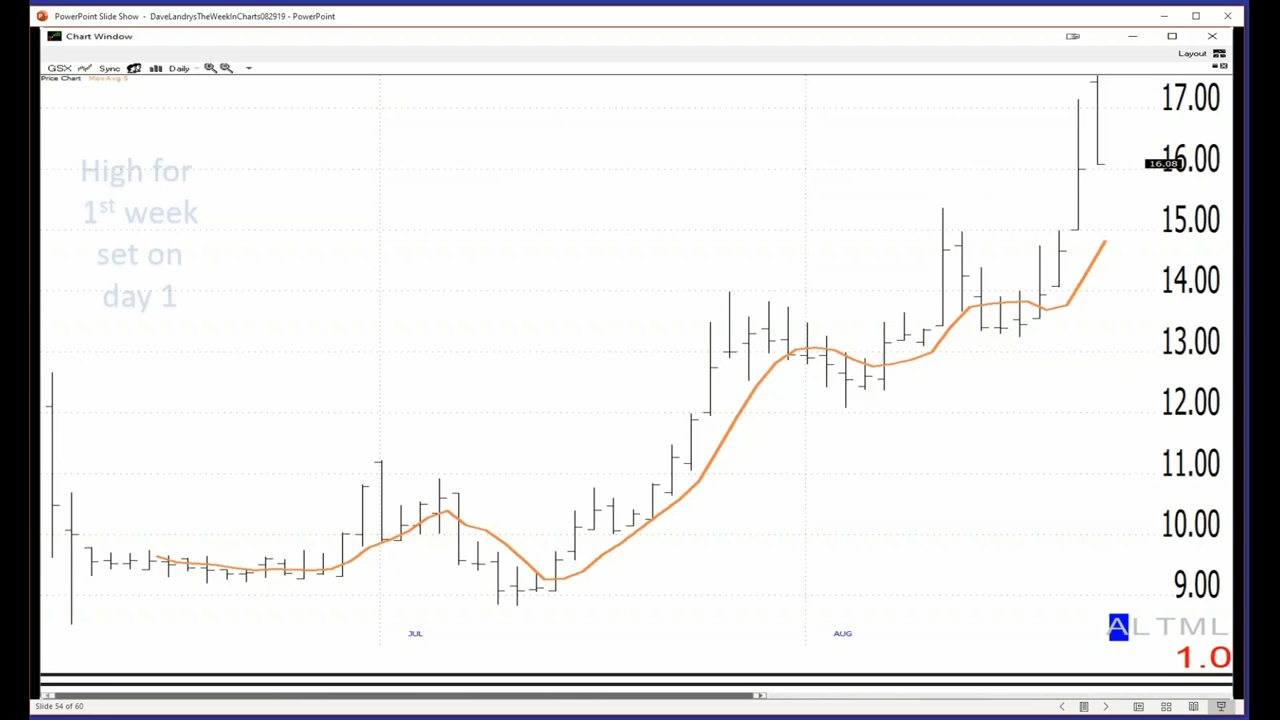 PowerPoint Slide Show - DaveLandrysTheWeekInCharts082919 - PowerPoint
Chart Window
Layout
GSX Sync Daily
Price Chart Mov Avg S
17.00
16.00
16.08
15.00
14.00
13.00
12.00
11.00
10.00
9.00
High for
1st week
set on
day 1
JUL
AUG
ALTML
1.0
Slide 54 of 60